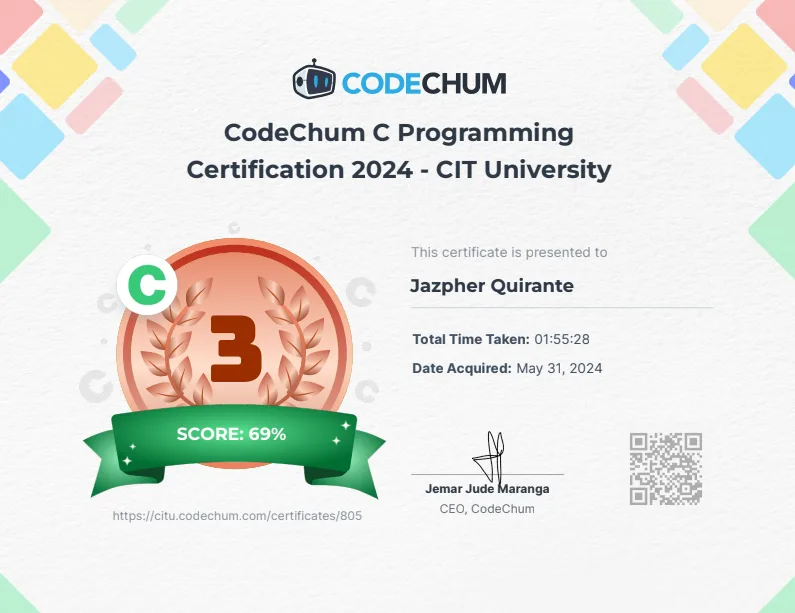 CODECHUM
CodeChum C Programming
Certification 2024 - CIT University
This certificate is presented to
Jazpher Quirante
Total Time Taken: 01:55:28
Date Acquired: May 31, 2024
C
3
SCORE: 69%
Jemar Jude Maranga
CEO, CodeChum
https://citu.codechum.com/certificates/805